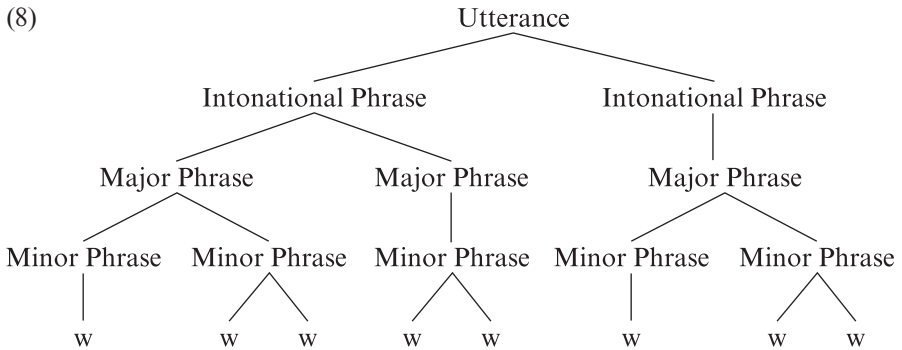 (8) Utterance
Intonational Phrase Intonational Phrase
Major Phrase Major Phrase Major Phrase
Minor Phrase Minor Phrase Minor Phrase Minor Phrase Minor Phrase
w w w w w w w w